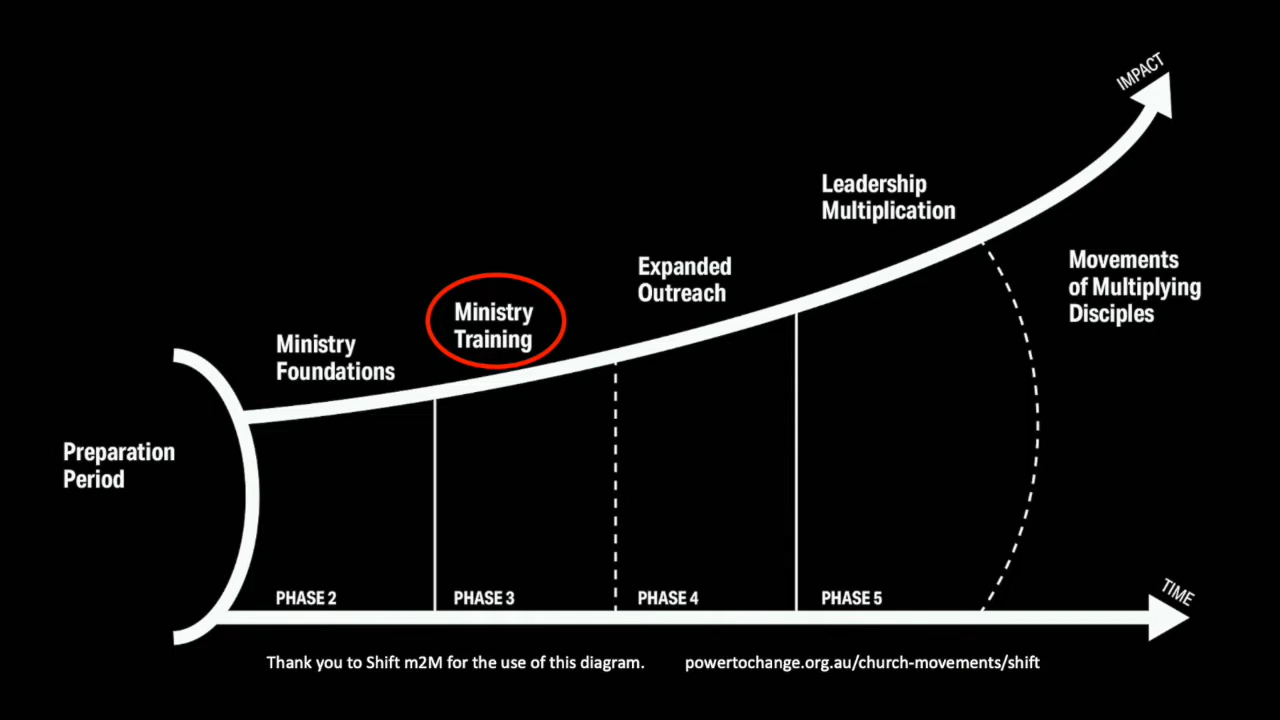 IMPACT
Leadership
Multiplication
Expanded
Outreach
Movements
of Multiplying
Disciples
Ministry
Training
Ministry
Foundations
Preparation
Period
PHASE 2
PHASE 3
PHASE 4
PHASE 5
TIME
Thank you to Shift m2M for the use of this diagram.
powertochange.org.au/church-movements/shift